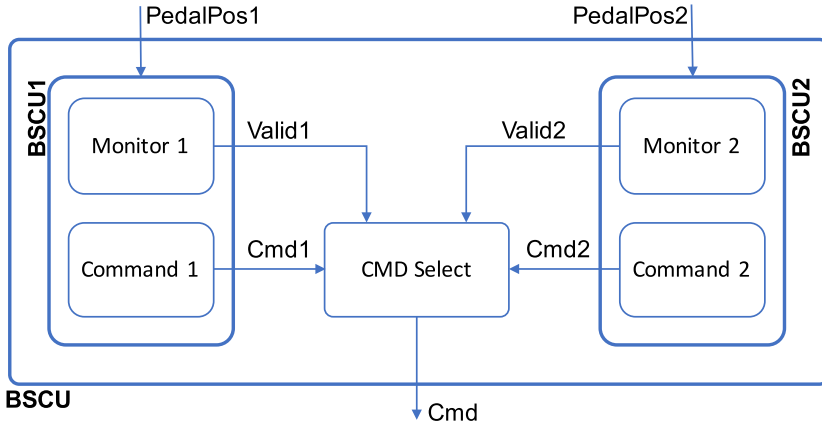 PedalPos1
PedalPos2
BSCU1
BSCU2
Monitor 1
Valid1
Valid2
Monitor 2
Command 1
Cmd1
CMD Select
Cmd2
Command 2
BSCU
Cmd